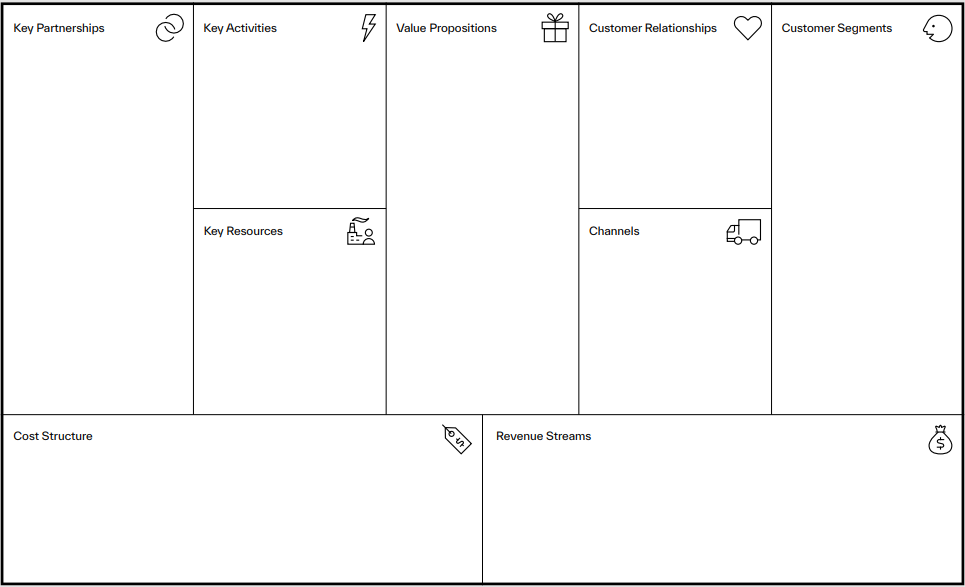 Key Partnerships
Key Activities
Value Propositions
Customer Relationships
Customer Segments
Key Resources
Channels
Cost Structure
$
Revenue Streams
$